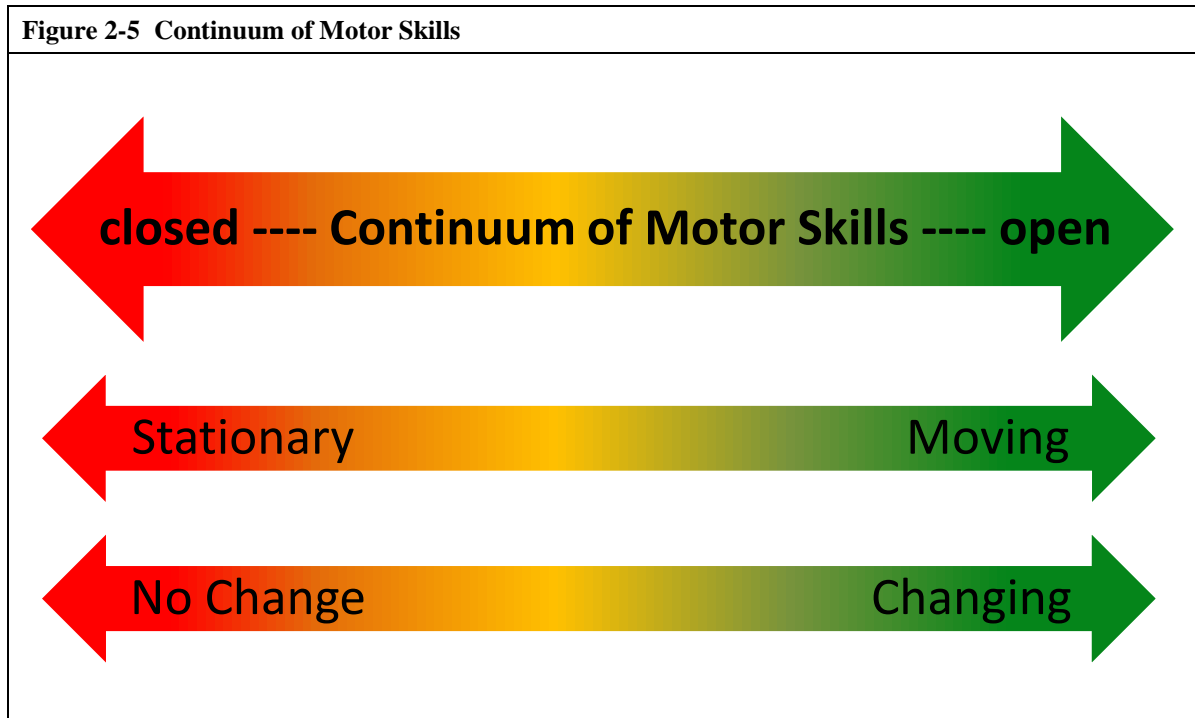 Figure 2-5  Continuum of Motor Skills
closed ---- Continuum of Motor Skills ---- open
Stationary Moving
No Change Changing